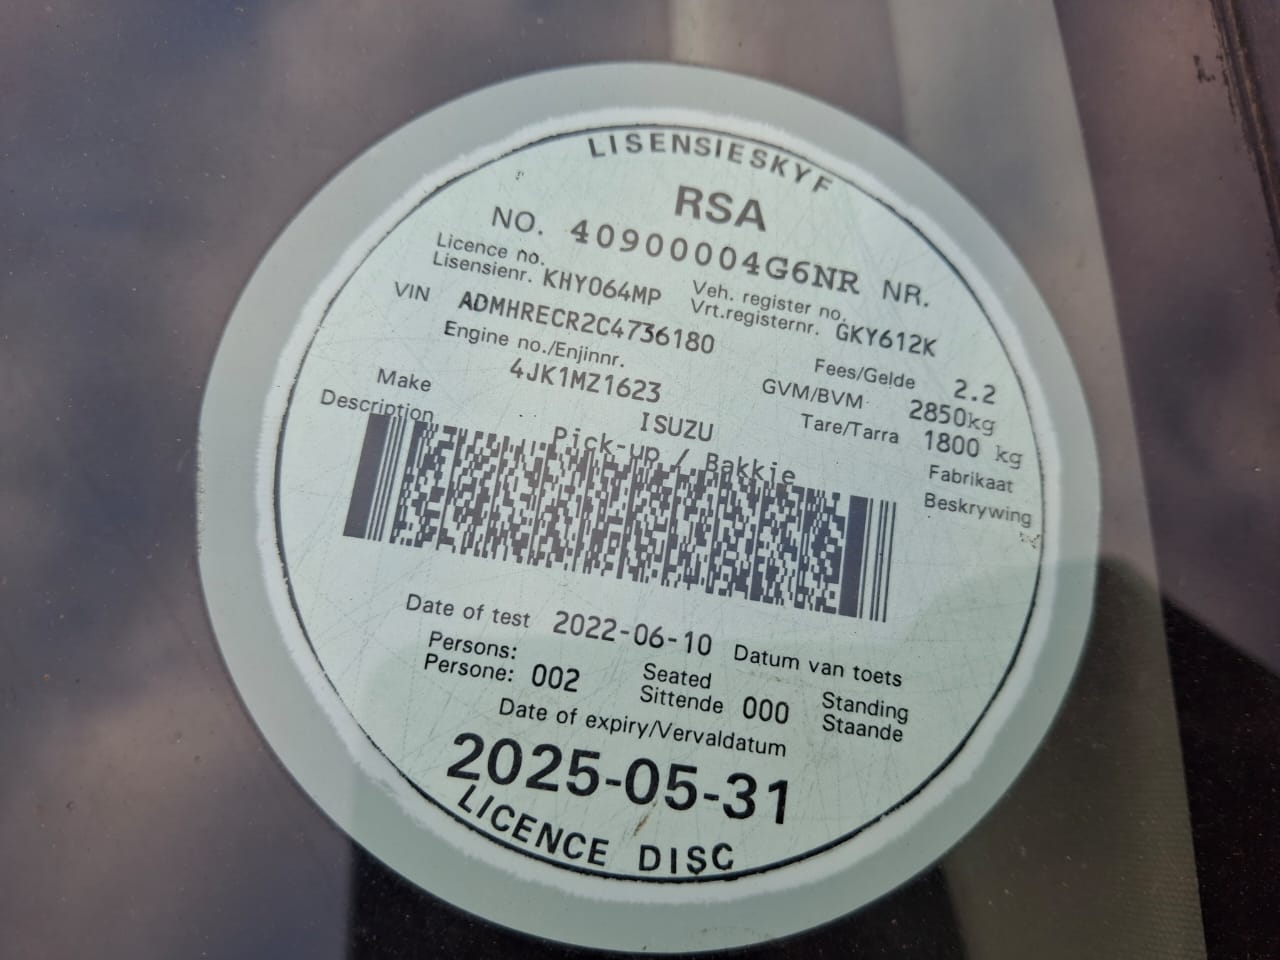 LISENSIESKYF
RSA
NO. 40900004G6NR NR.
Licence no.
Lisensienr. KHY064MP
Veh. register no.
Vrt.registernr. GKY612K
VIN ADMHRECR2C4736180
Engine no./Enjinnr.
4JK1MZ1623
Fees/Gelde 2.2
GVM/BVM 2850kg
Tare/Tarra 1800 kg
Make ISUZU Fabrikaat
Description Pick-up / Bakkie Beskrywing
Date of test 2022-06-10 Datum van toets
Persons:
Persone: 002
Seated
Sittende 000
Standing
Staande
Date of expiry/Vervaldatum
2025-05-31
LICENCE DISC